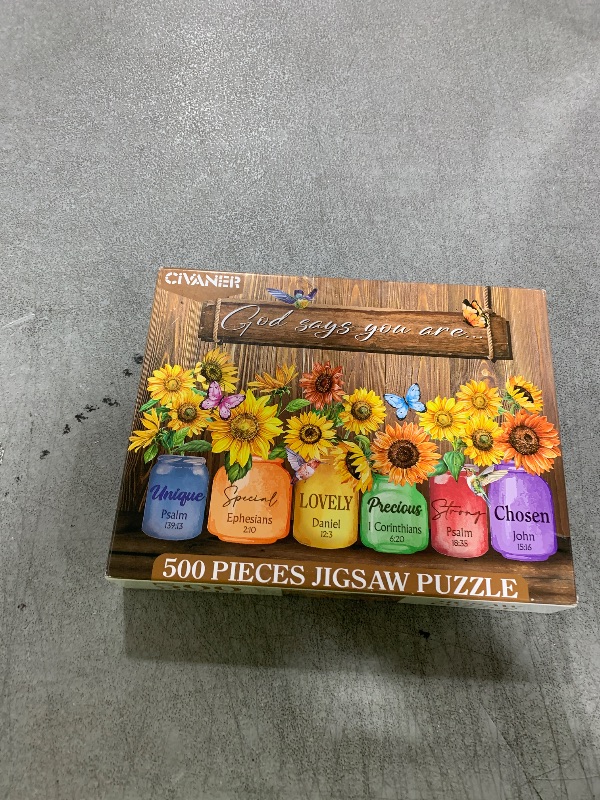 CIVANER
God says you are...
Unique
Psalm
139:13
Special
Ephesians
2:10
LOVELY
Daniel
12:3
Precious
1 Corinthians
6:20
Strong
Psalm
18:35
Chosen
John
15:16
500 PIECES JIGSAW PUZZLE
500